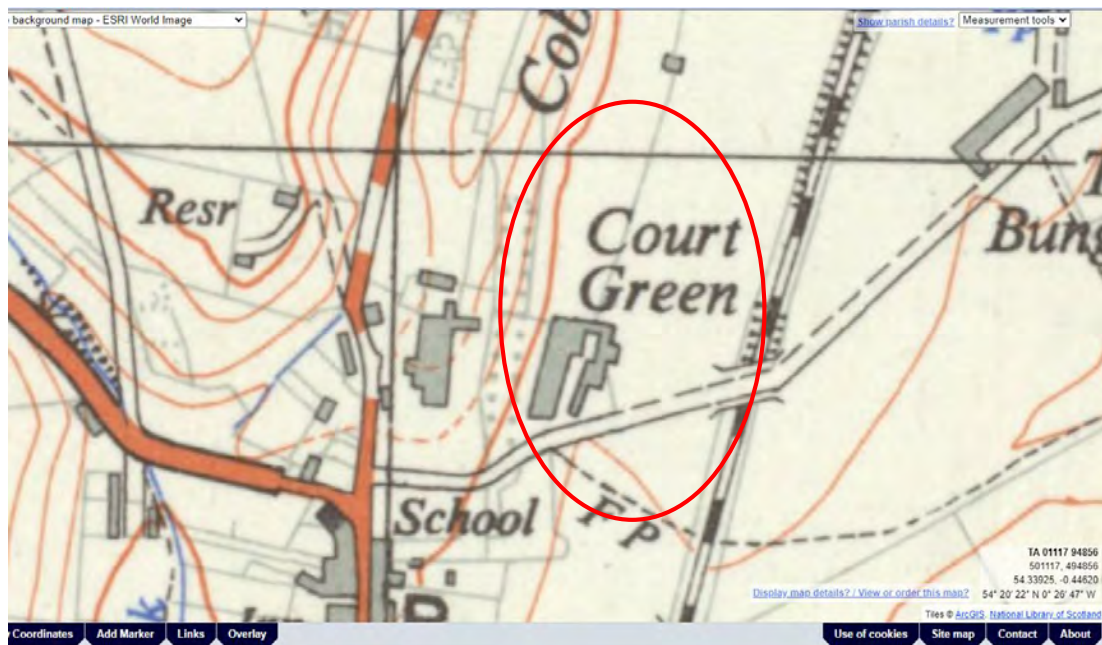 background map - ESRI World Image
Show parish details? Measurement tools
Cob
Resr
Court
Green
Bung
School
F P
TA 01117 94856
501117, 494856
54.33925, -0.44620
Display map details? / View or order this map? 54° 20′ 22″ N 0° 26′ 47″ W
Tiles © ArcGIS, National Library of Scotland
Coordinates Add Marker Links Overlay Use of cookies Site map Contact About